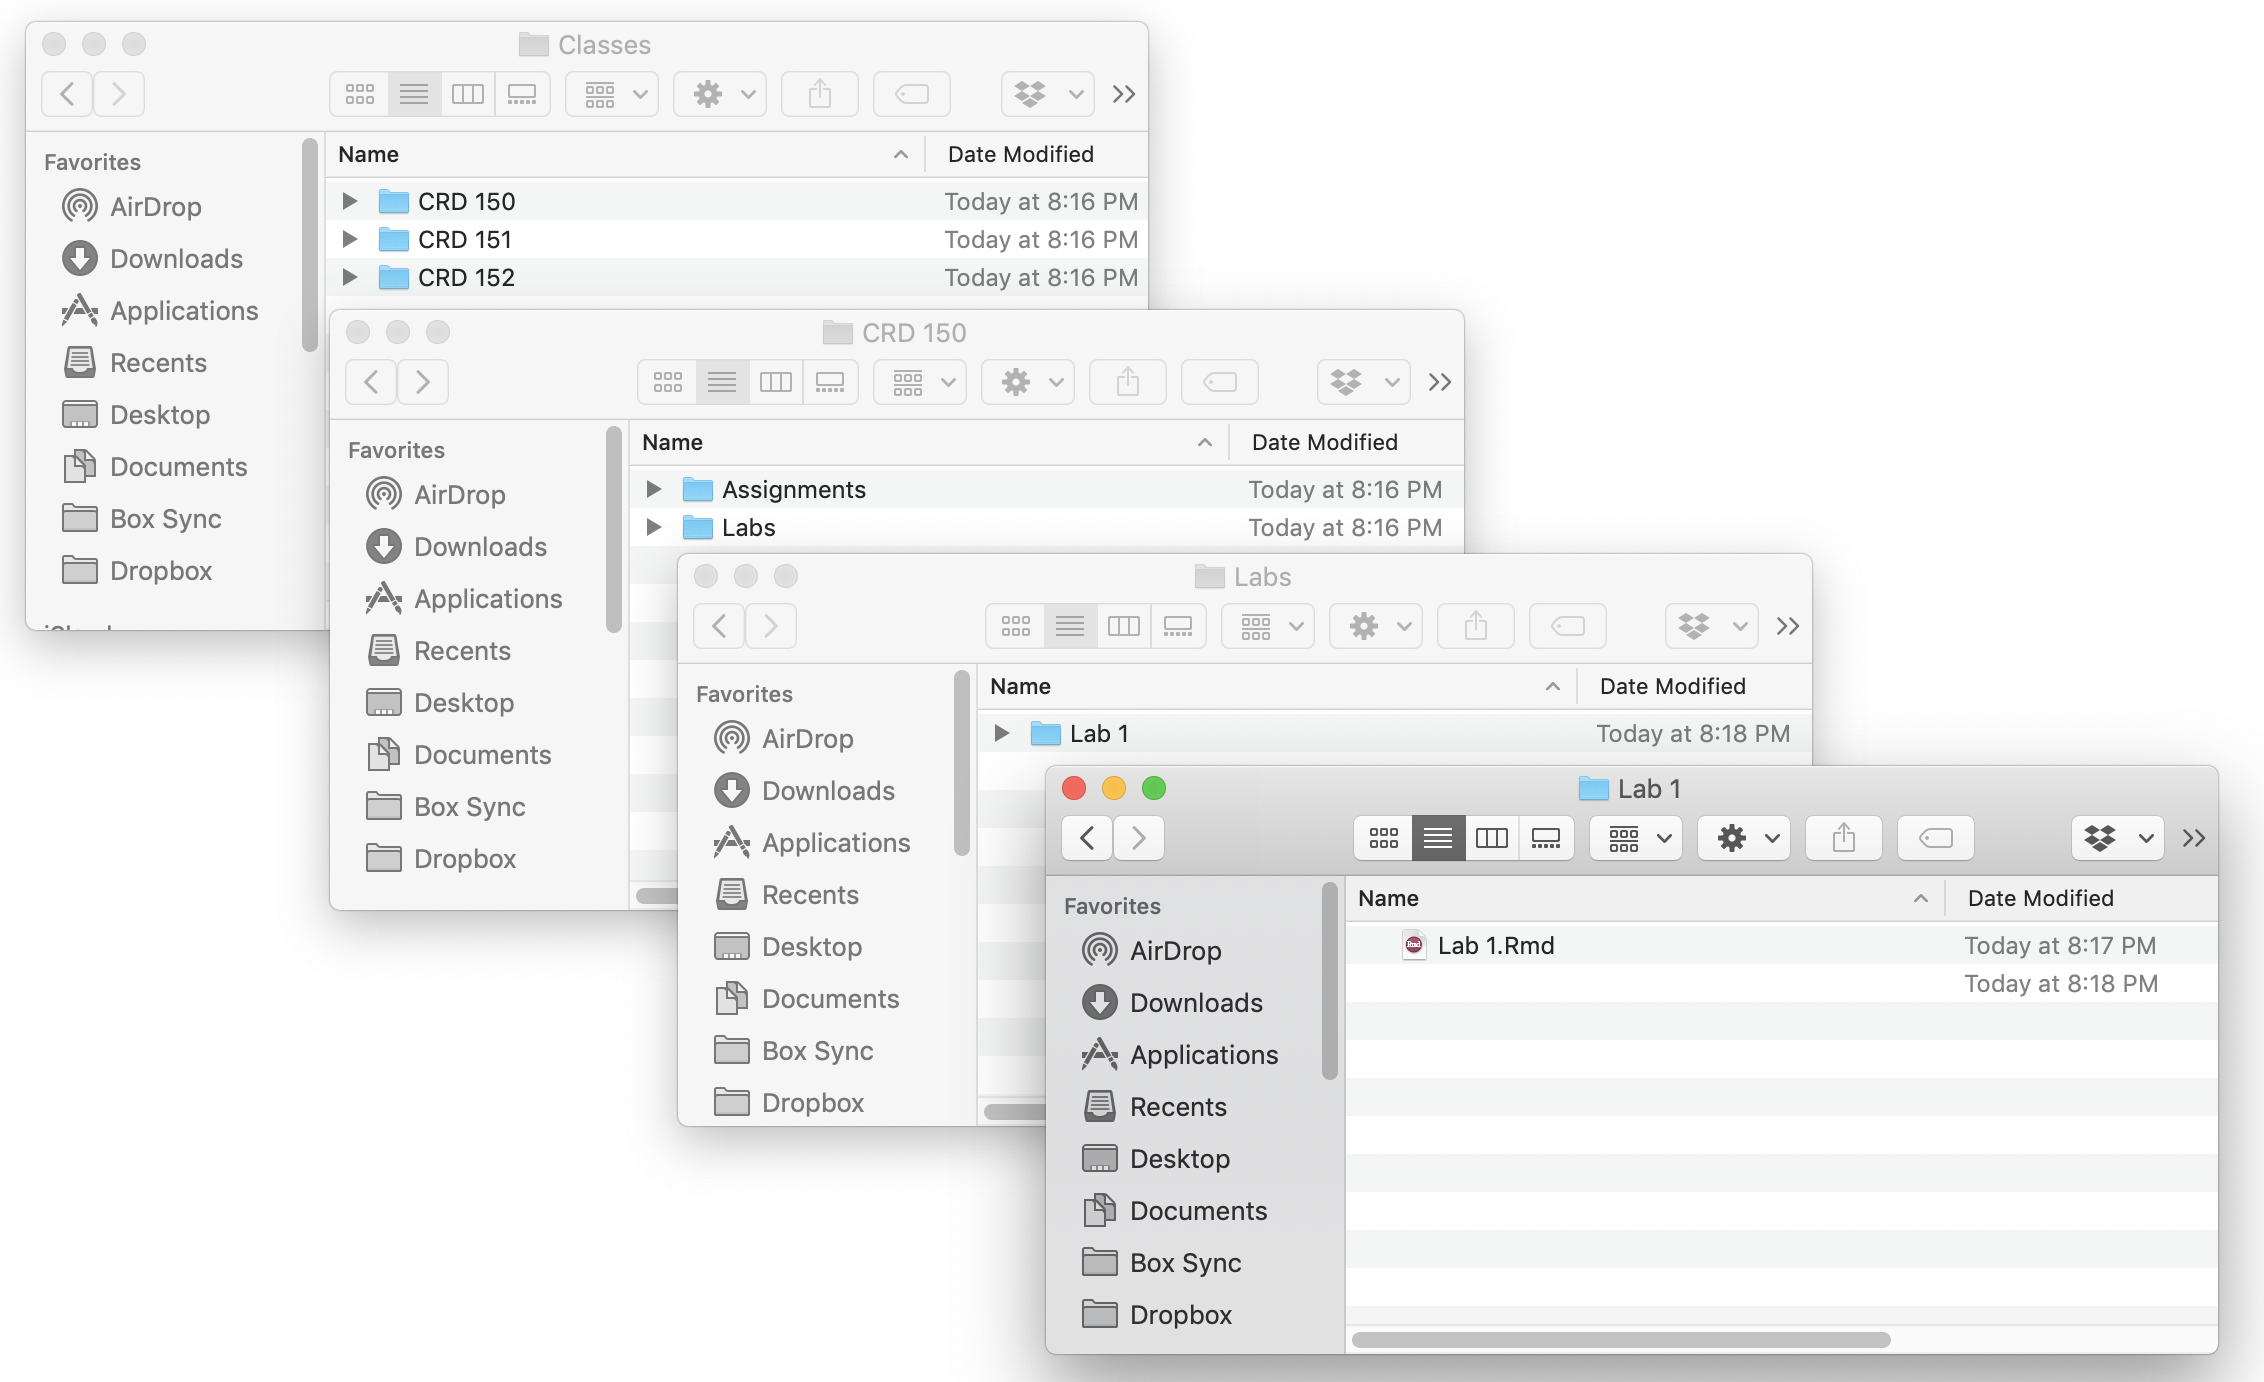 Classes
Favorites
AirDrop
Downloads
Applications
Recents
Desktop
Documents
Box Sync
Dropbox
Name Date Modified
CRD 150 Today at 8:16 PM
CRD 151 Today at 8:16 PM
CRD 152 Today at 8:16 PM
CRD 150
Favorites
AirDrop
Downloads
Applications
Recents
Desktop
Documents
Box Sync
Dropbox
Name Date Modified
Assignments Today at 8:16 PM
Labs Today at 8:16 PM
Labs
Favorites
AirDrop
Downloads
Applications
Recents
Desktop
Documents
Box Sync
Dropbox
Name Date Modified
Lab 1 Today at 8:18 PM
Lab 1
Favorites
AirDrop
Downloads
Applications
Recents
Desktop
Documents
Box Sync
Dropbox
Name Date Modified
Rmd Lab 1.Rmd Today at 8:17 PM
Today at 8:18 PM